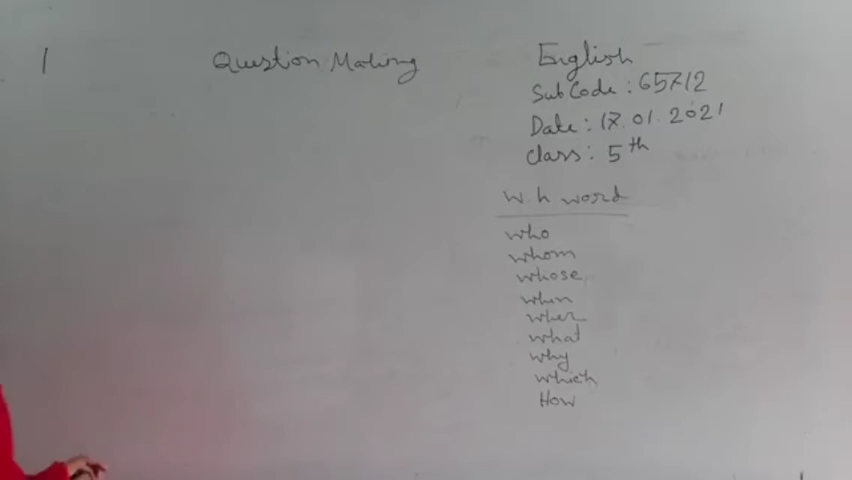 1
Question Making
English
Sub Code : 65712
Date : 17.01.2021
Class : 5th
w.h word
who
whom
whose
when
wher
what
why
which
How